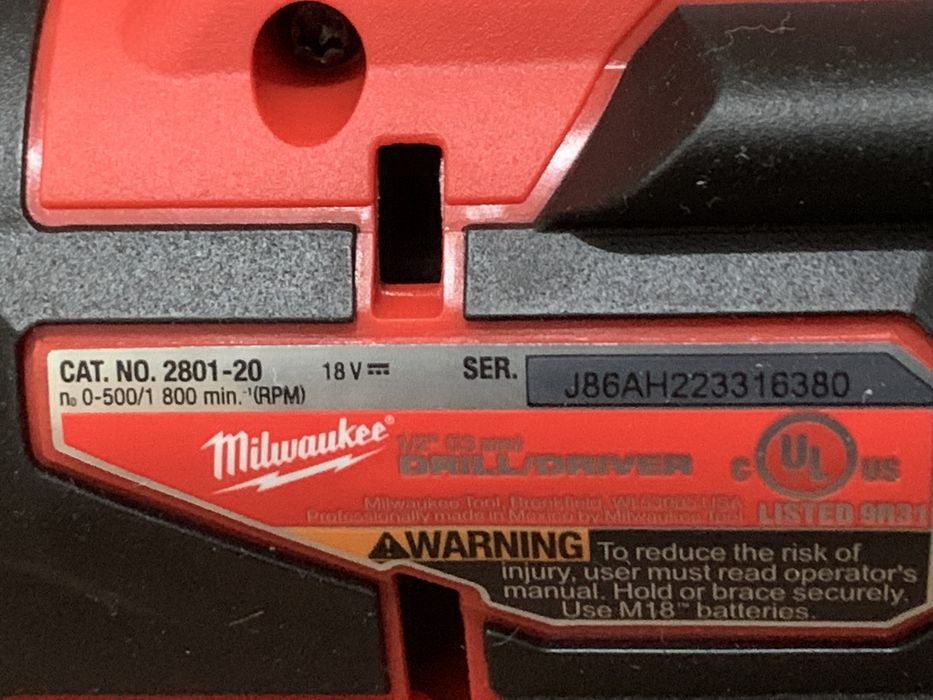 CAT. NO. 2801-20 18 V ⎓ SER. J86AH223316380
n₀ 0-500/1 800 min.⁻¹(RPM)
Milwaukee®
1/2" (13 mm)
DRILL/DRIVER
C UL US
Milwaukee Tool, Brookfield, WI 53005 USA
Professionally made in Mexico by Milwaukee Tool
LISTED 9R31
WARNING To reduce the risk of
injury, user must read operator's
manual. Hold or brace securely.
Use M18™ batteries.